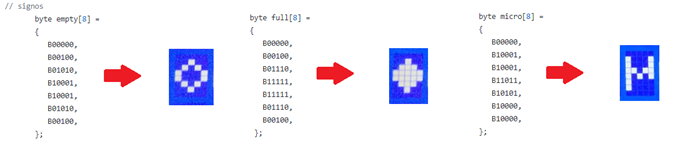 // signos
byte empty[8] =
{
B00000,
B00100,
B01010,
B10001,
B10001,
B01010,
B00100,
};
byte full[8] =
{
B00000,
B00100,
B01110,
B11111,
B11111,
B01110,
B00100,
};
byte micro[8] =
{
B00000,
B10001,
B10001,
B11011,
B10101,
B10000,
B10000,
};